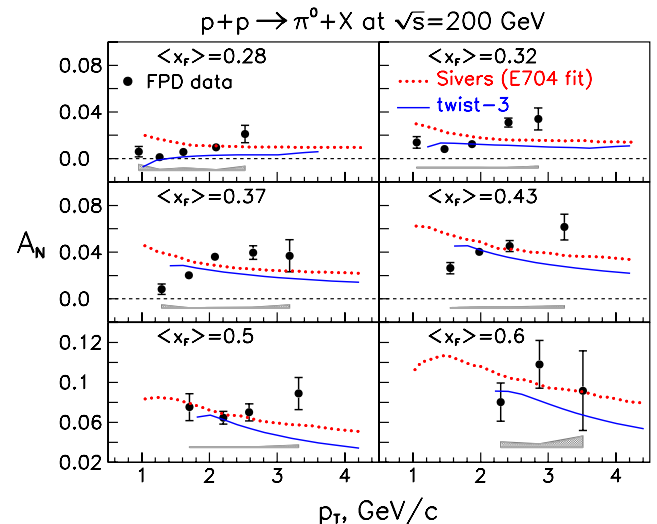 p+p → π⁰+X at √s=200 GeV
<x_F>=0.28
<x_F>=0.32
FPD data
Sivers (E704 fit)
twist-3
0.08
0.04
0.0
<x_F>=0.37
<x_F>=0.43
A_N
0.08
0.04
0.0
<x_F>=0.5
<x_F>=0.6
0.12
0.1
0.08
0.06
0.04
0.02
1 2 3 4
1 2 3 4
p_T, GeV/c